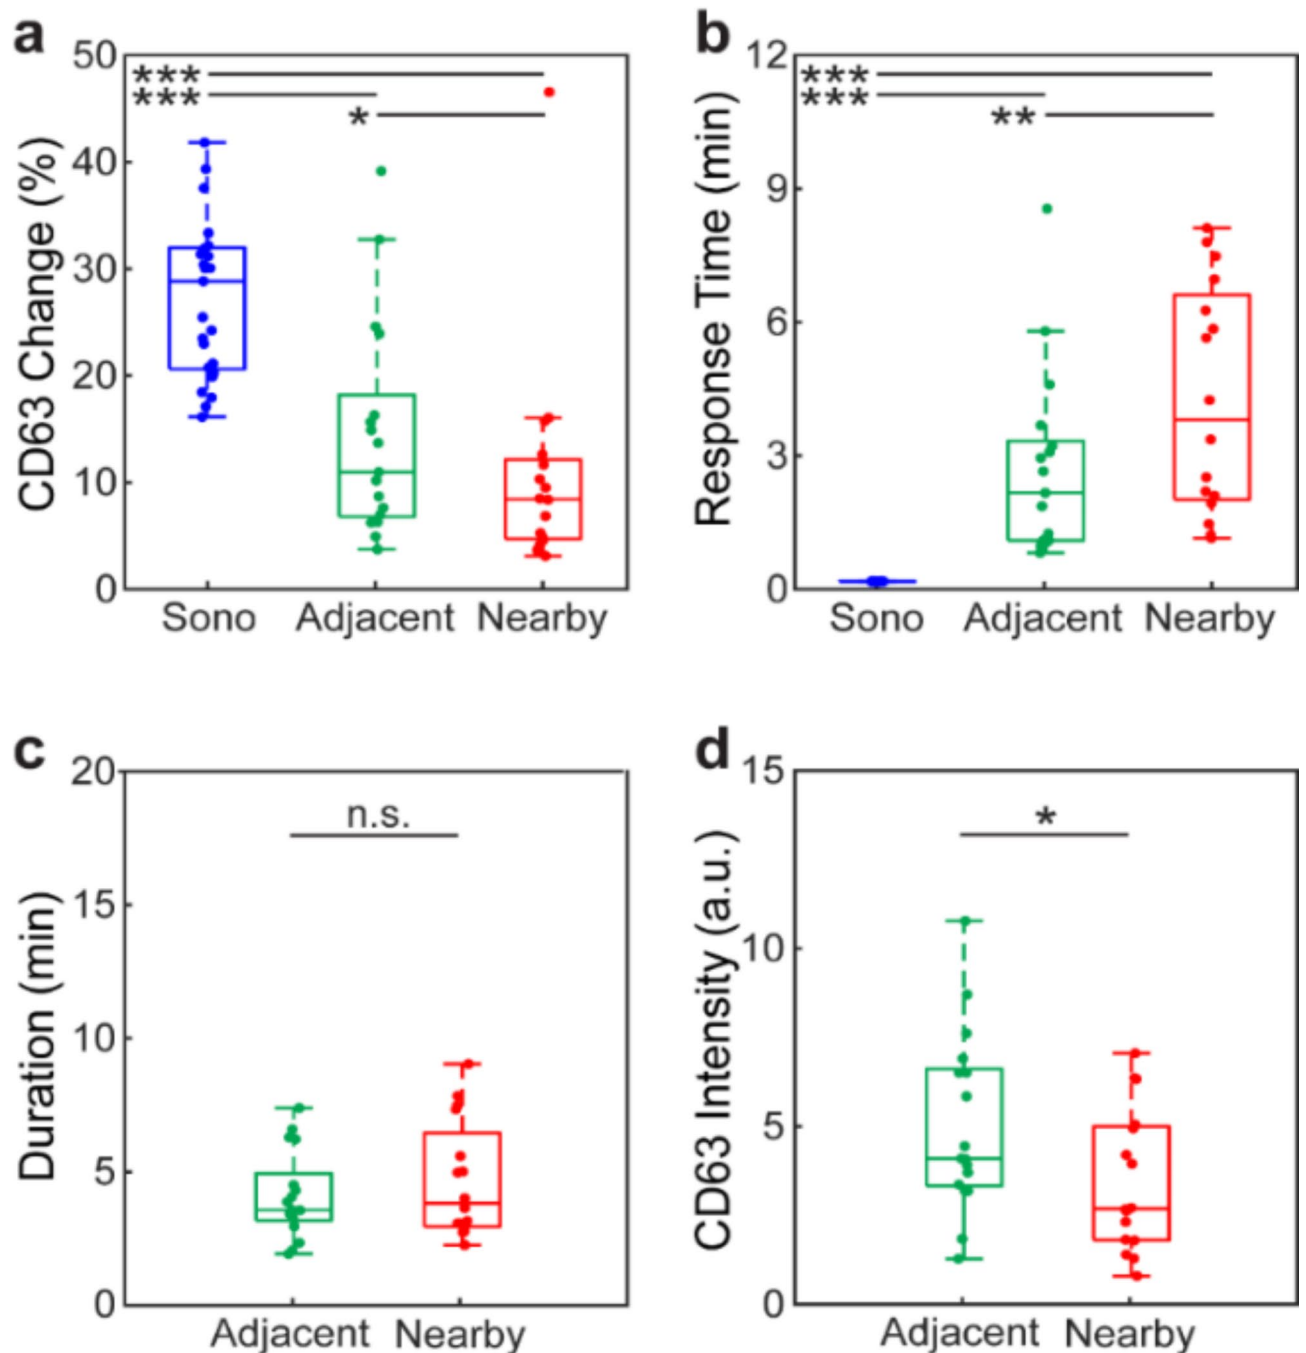 a
CD63 Change (%)
50
40
30
20
10
0
***
***
*
Sono Adjacent Nearby
b
Response Time (min)
12
9
6
3
0
***
***
**
Sono Adjacent Nearby
c
Duration (min)
20
15
10
5
0
n.s.
Adjacent Nearby
d
CD63 Intensity (a.u.)
15
10
5
0
*
Adjacent Nearby